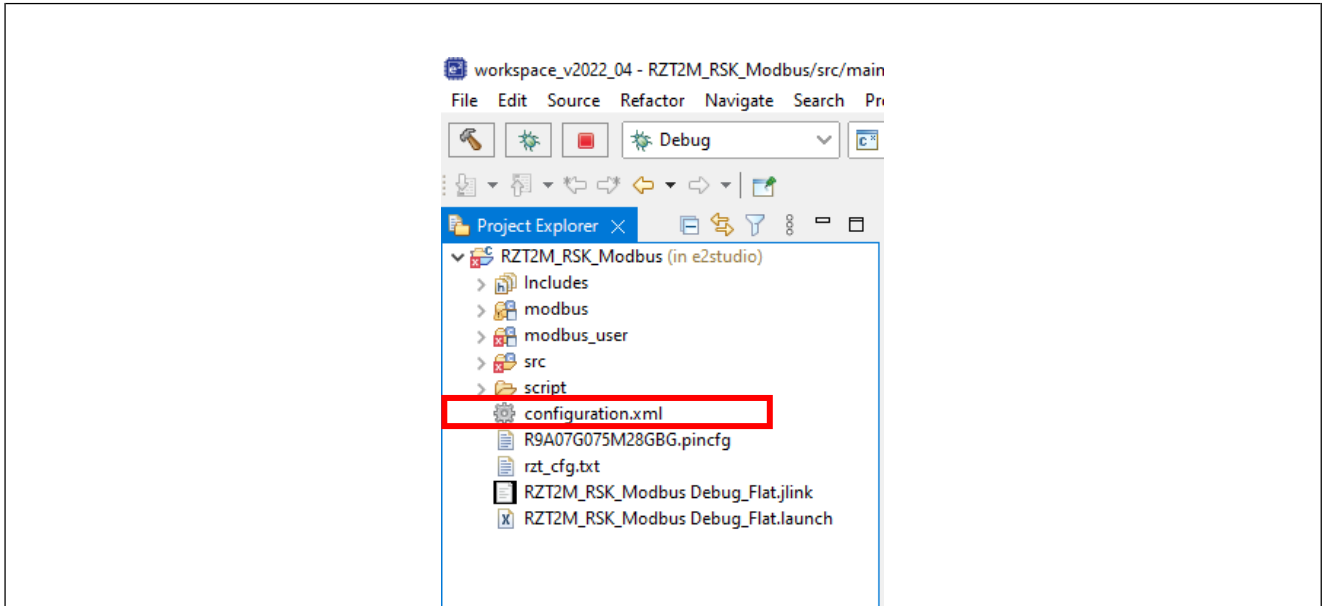 workspace_v2022_04 - RZT2M_RSK_Modbus/src/main
File Edit Source Refactor Navigate Search Pr
Debug
Project Explorer
RZT2M_RSK_Modbus (in e2studio)
Includes
modbus
modbus_user
src
script
configuration.xml
R9A07G075M28GBG.pincfg
rzt_cfg.txt
RZT2M_RSK_Modbus Debug_Flat.jlink
RZT2M_RSK_Modbus Debug_Flat.launch